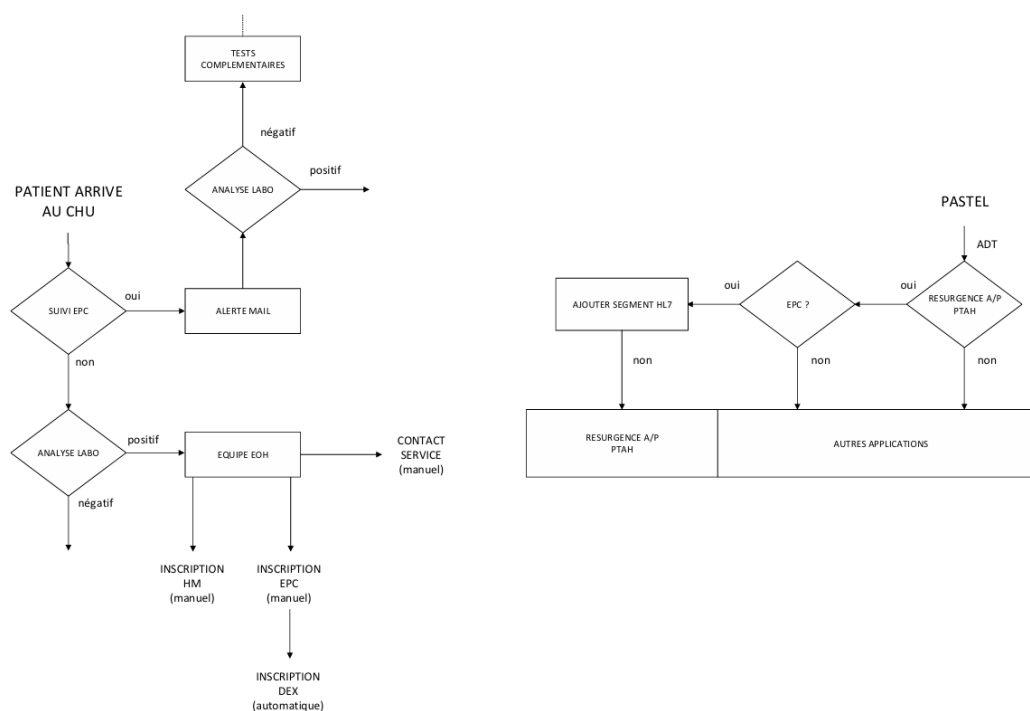 TESTS
COMPLEMENTAIRES
négatif
positif
ANALYSE LABO
PATIENT ARRIVE
AU CHU
oui
SUIVI EPC
ALERTE MAIL
non
positif
ANALYSE LABO
EQUIPE EOH
CONTACT
SERVICE
(manuel)
négatif
INSCRIPTION
HM
(manuel)
INSCRIPTION
EPC
(manuel)
INSCRIPTION
DEX
(automatique)
PASTEL
ADT
oui
oui
RESURGENCE A/P
PTAH
EPC ?
AJOUTER SEGMENT HL7
non
non
non
RESURGENCE A/P
PTAH
AUTRES APPLICATIONS